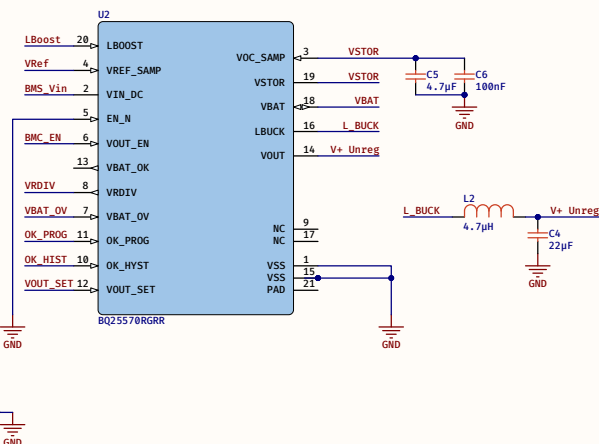 U2
LBoost 20 LBOOST
VRef 4 VREF_SAMP
BMS_Vin 2 VIN_DC
5 EN_N
BMC_EN 6 VOUT_EN
13 VBAT_OK
VRDIV 8 VRDIV
VBAT_OV 7 VBAT_OV
OK_PROG 11 OK_PROG
OK_HIST 10 OK_HYST
VOUT_SET 12 VOUT_SET
VOC_SAMP 3 VSTOR
VSTOR 19 VSTOR
VBAT 18 VBAT
LBUCK 16 L_BUCK
VOUT 14 V+ Unreg
NC 9
NC 17
VSS 1
VSS 15
PAD 21
BQ25570RGRR
GND
GND
C5
4.7µF
C6
100nF
GND
L_BUCK
L2
4.7µH
V+ Unreg
C4
22µF
GND
GND